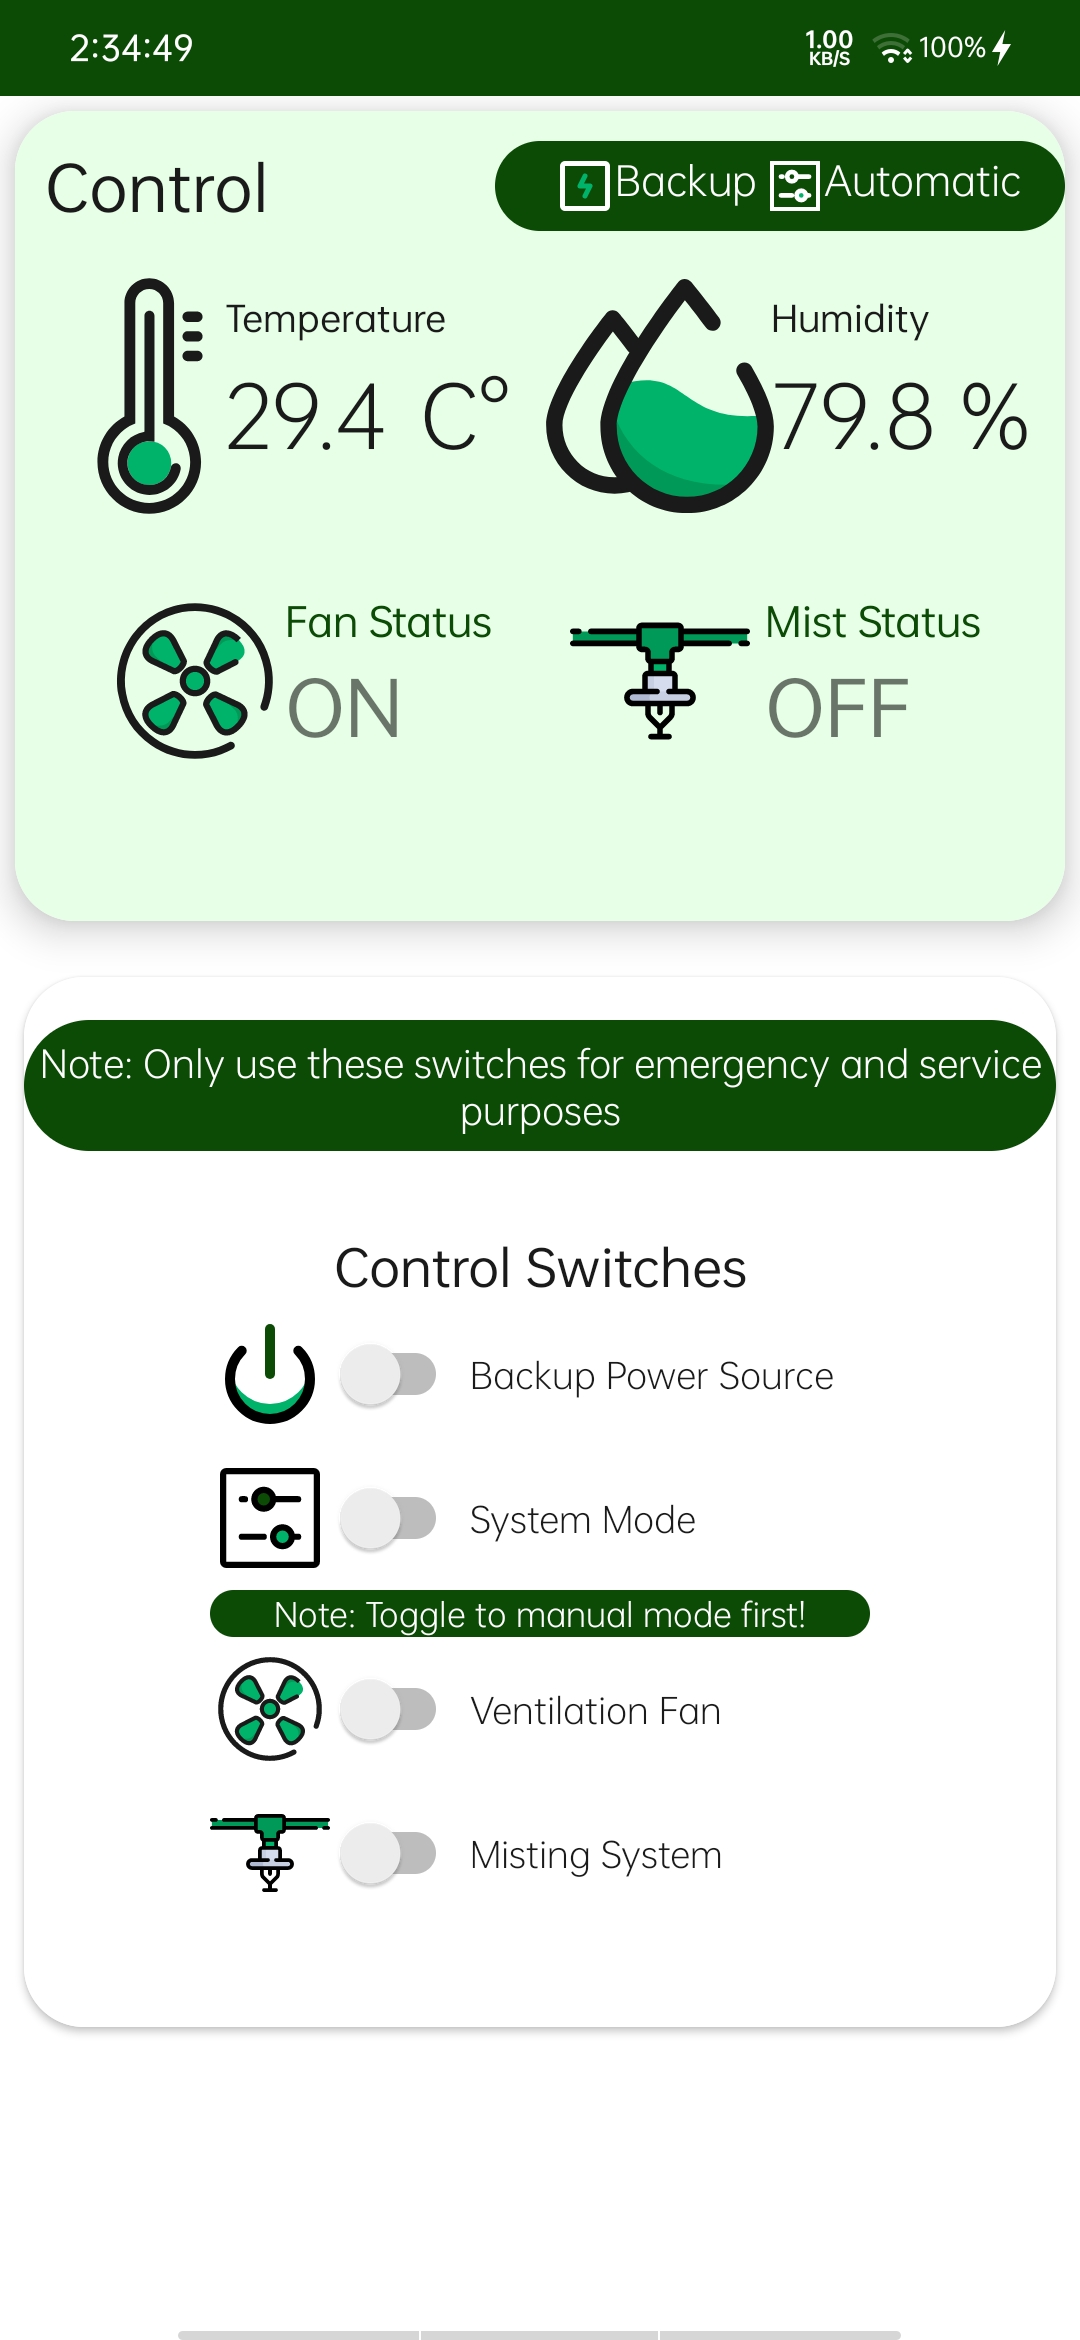 2:34:49
1.00 KB/S 100%
Control
Backup Automatic
Temperature Humidity
29.4 C° 79.8 %
Fan Status Mist Status
ON OFF
Note: Only use these switches for emergency and service
purposes
Control Switches
Backup Power Source
System Mode
Note: Toggle to manual mode first!
Ventilation Fan
Misting System